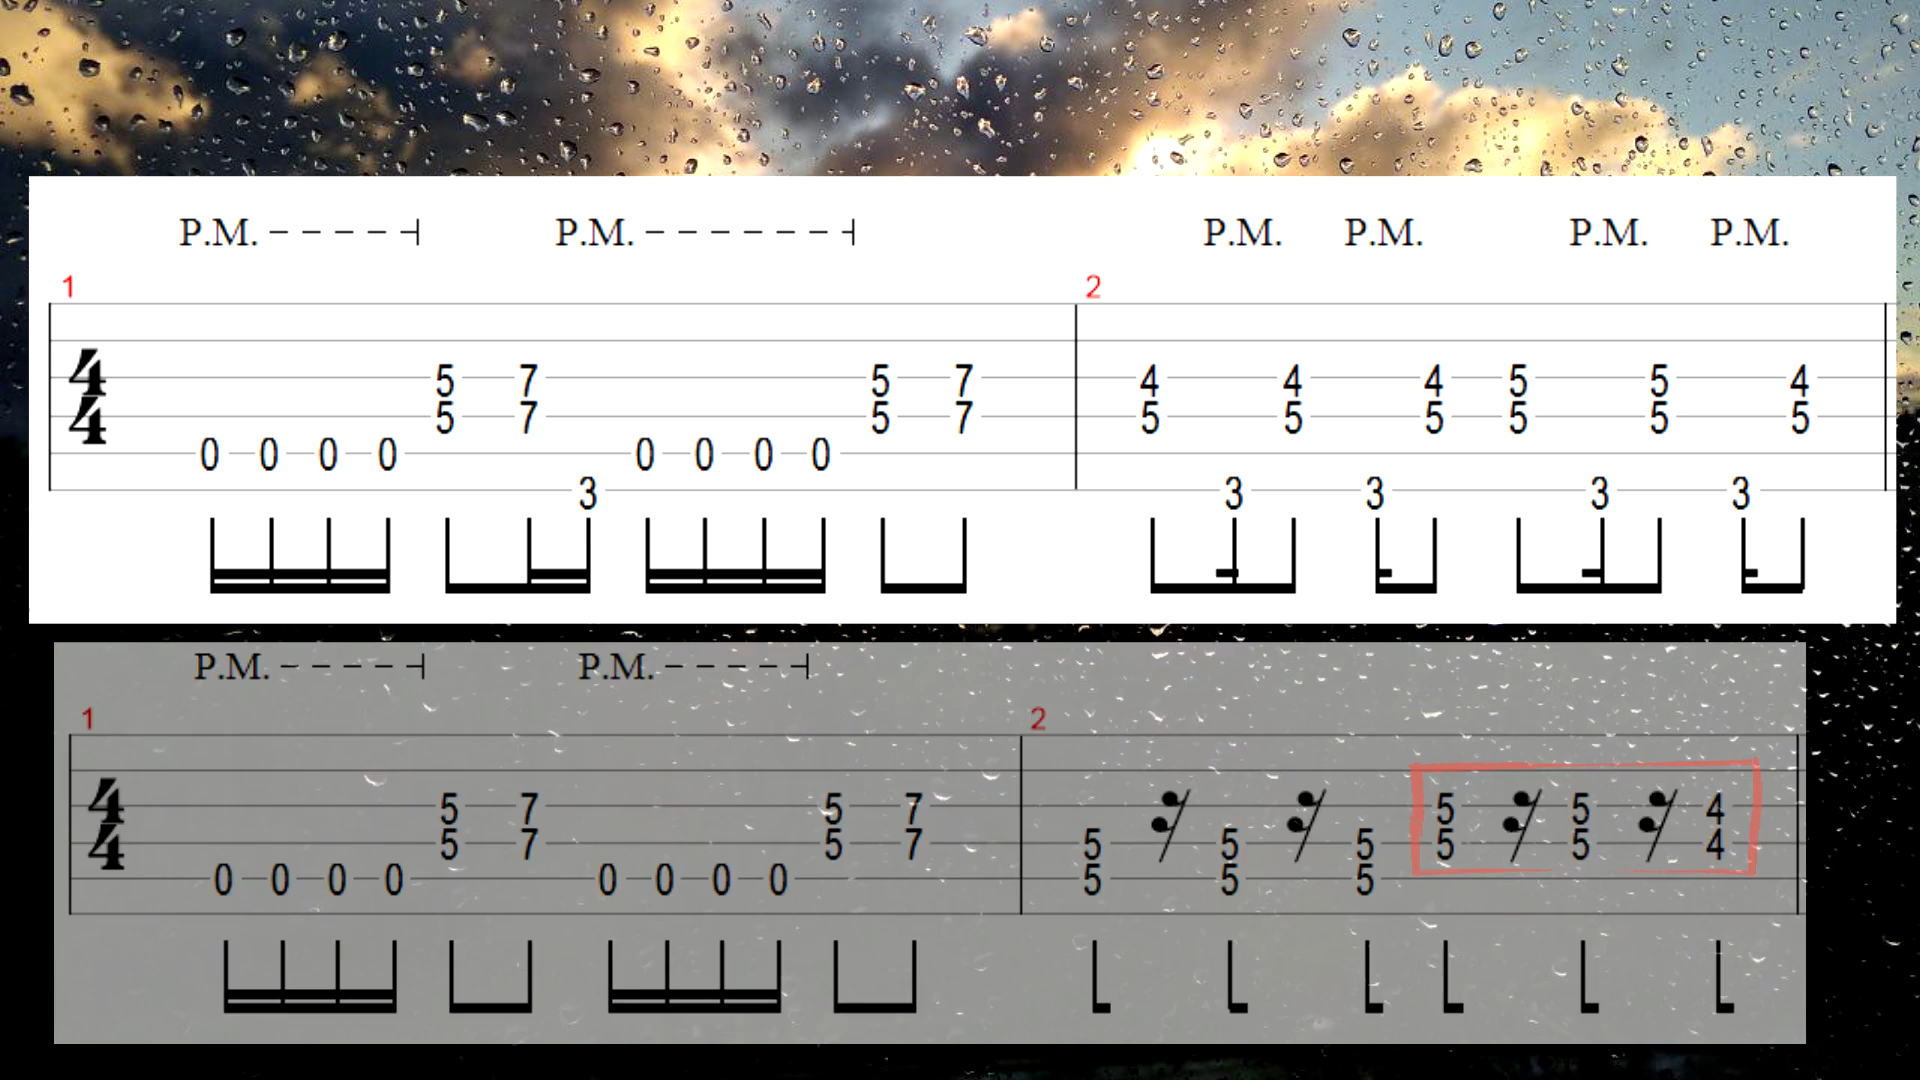 P.M. - - - - - ⊣ P.M. - - - - - - - ⊣ P.M. P.M. P.M. P.M.
1 2
4 5 7 5 7 4 4 4 5 5 4
4 5 7 5 7 5 5 5 5 5 5
0 0 0 0 0 0 0 0
3 3 3 3 3
P.M. - - - - - ⊣ P.M. - - - - - ⊣
1 2
4 5 7 5 7 5 5 4
4 5 7 5 7 5 5 5 5 5 4
0 0 0 0 0 0 0 0 5 5 5